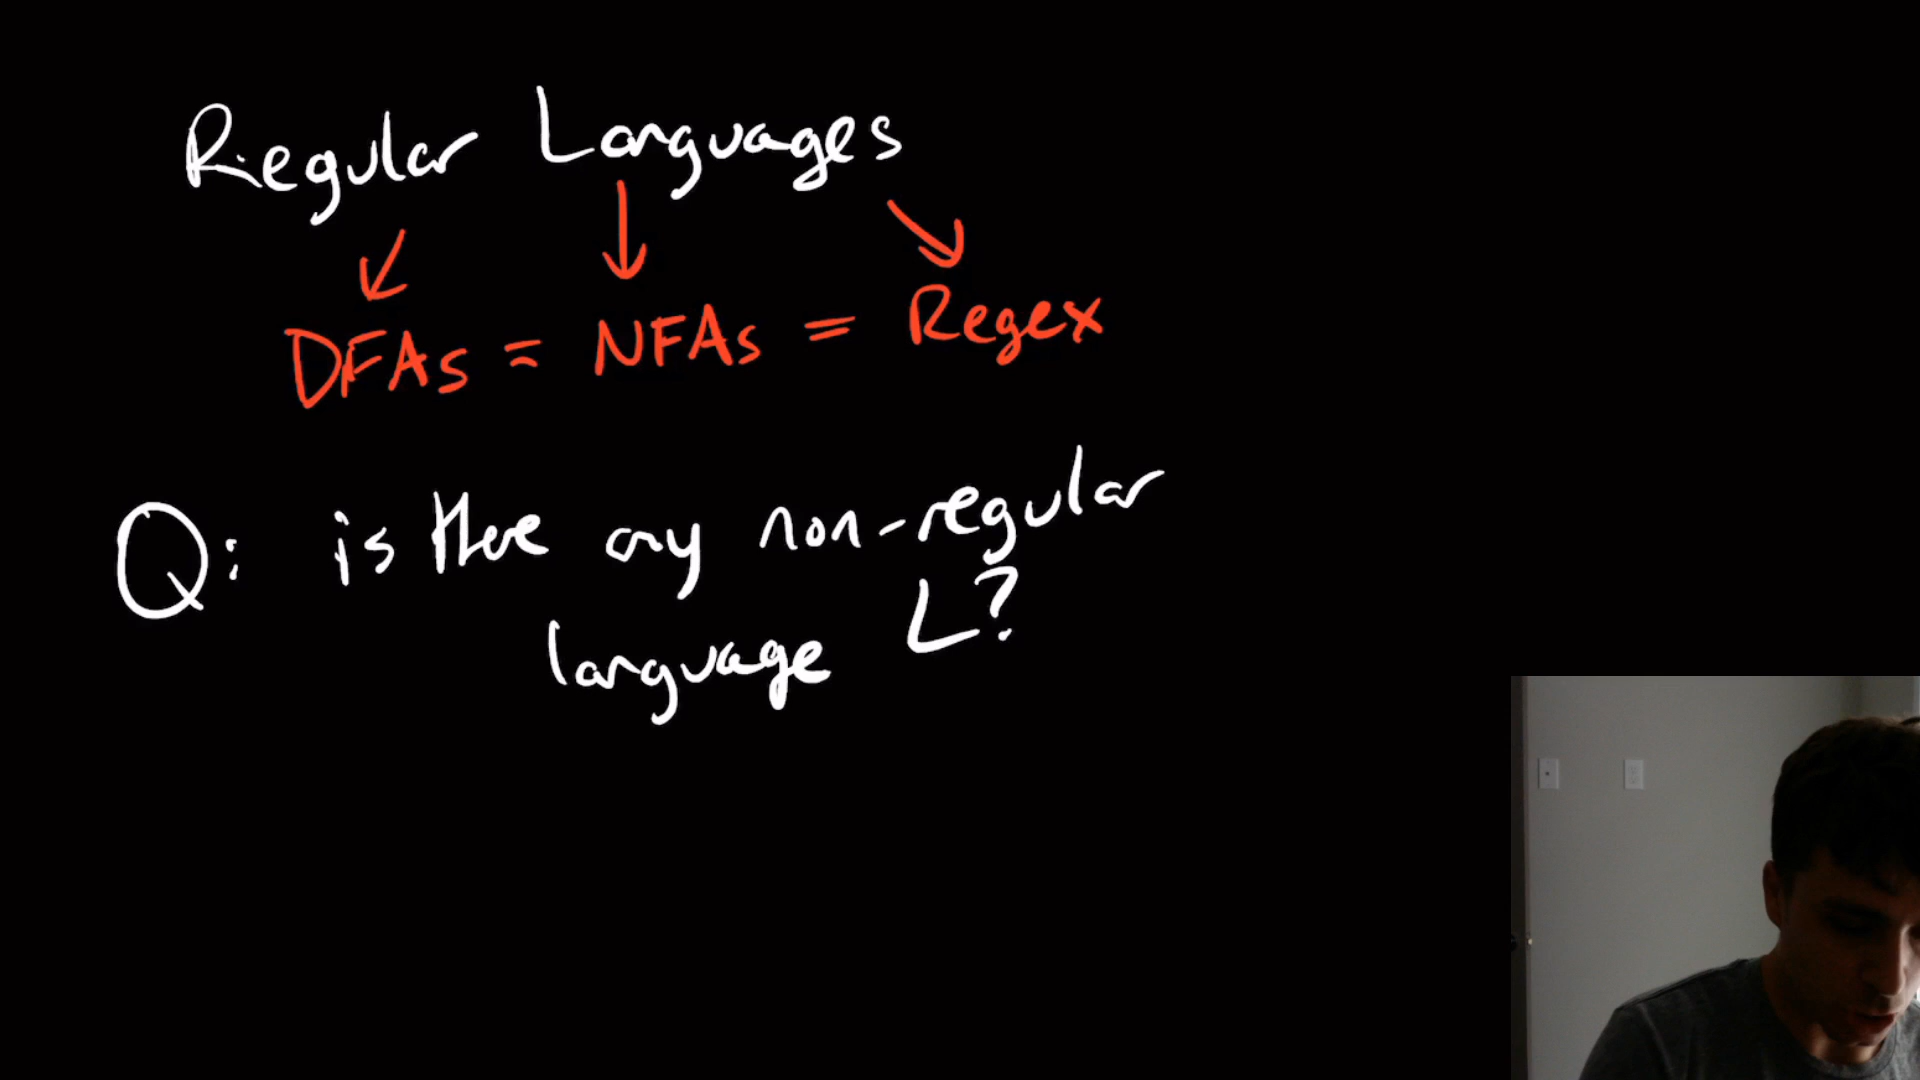 Regular Languages
DFAs = NFAs = Regex
Q: is there any non-regular
language L?